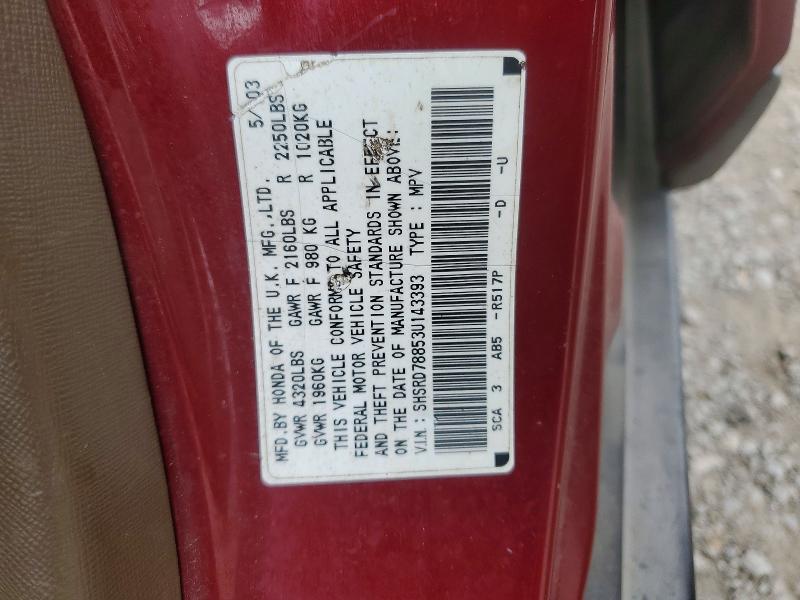 MFD.BY HONDA OF THE U.K. MFG.,LTD. 5/03
GVWR 4320LBS GAWR F 2160LBS R 2250LBS
GVWR 1960KG GAWR F 980 KG R 1020KG
THIS VEHICLE CONFORMS TO ALL APPLICABLE
FEDERAL MOTOR VEHICLE SAFETY
AND THEFT PREVENTION STANDARDS IN EFFECT
ON THE DATE OF MANUFACTURE SHOWN ABOVE.
V.I.N.: SHSRD78853U143393 TYPE : MPV
SCA 3 AB5 -R517P -D -U